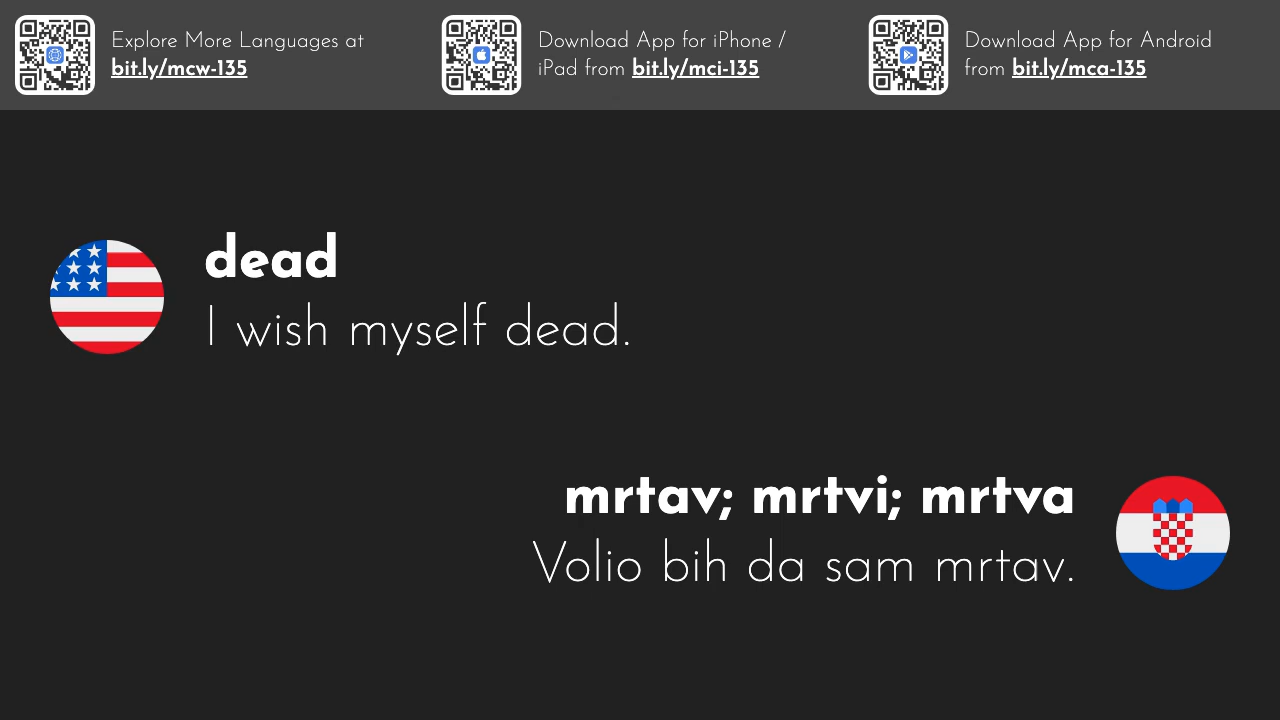 Explore More Languages at
bit.ly/mcw-135
Download App for iPhone /
iPad from bit.ly/mci-135
Download App for Android
from bit.ly/mca-135
dead
I wish myself dead.
mrtav; mrtvi; mrtva
Volio bih da sam mrtav.